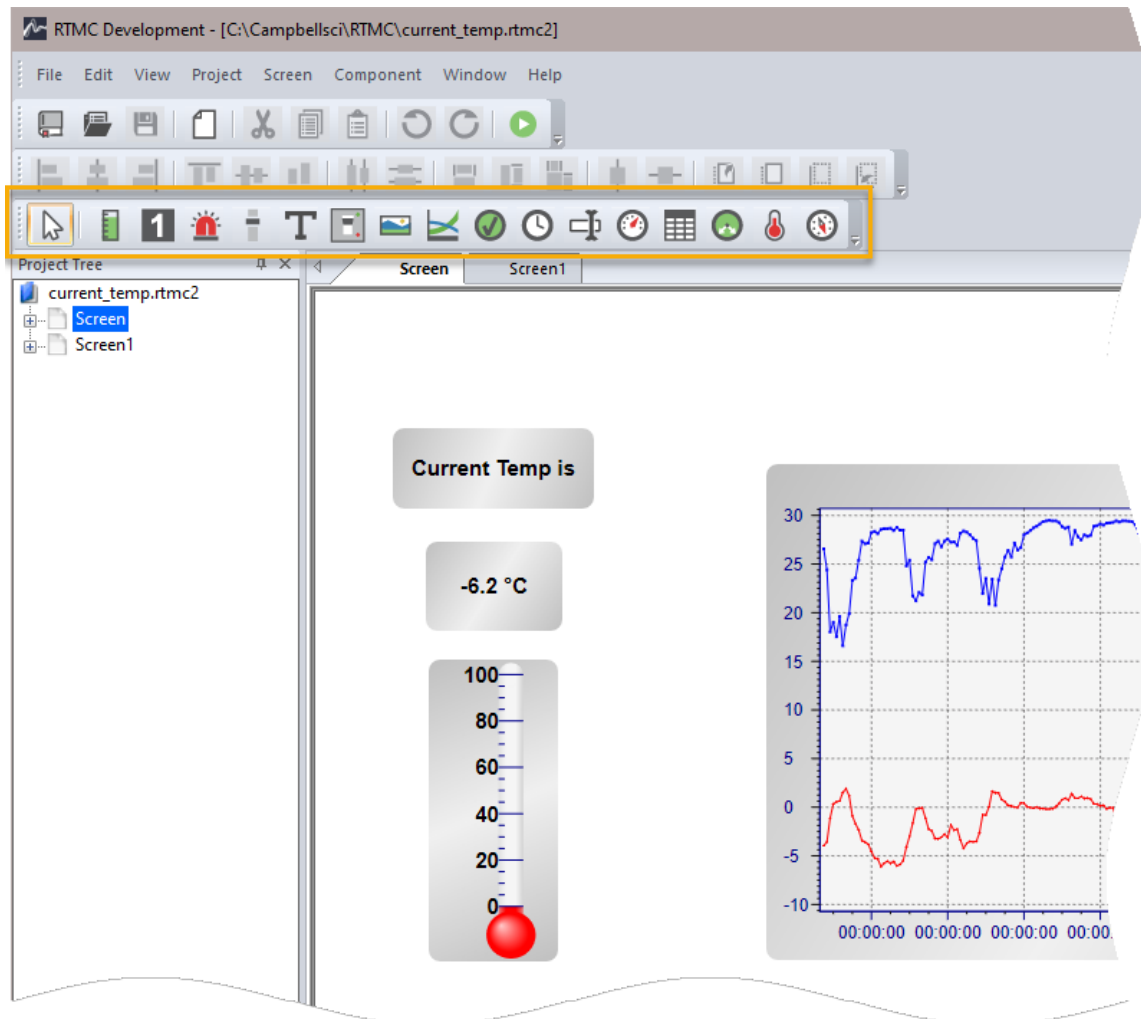 RTMC Development - [C:\Campbellsci\RTMC\current_temp.rtmc2]
File Edit View Project Screen Component Window Help
1
T
Project Tree
Screen
Screen1
current_temp.rtmc2
Screen
Screen1
Current Temp is
-6.2 °C
100
80
60
40
20
0
30
25
20
15
10
5
0
-5
-10
00:00:00 00:00:00 00:00:00 00:00.